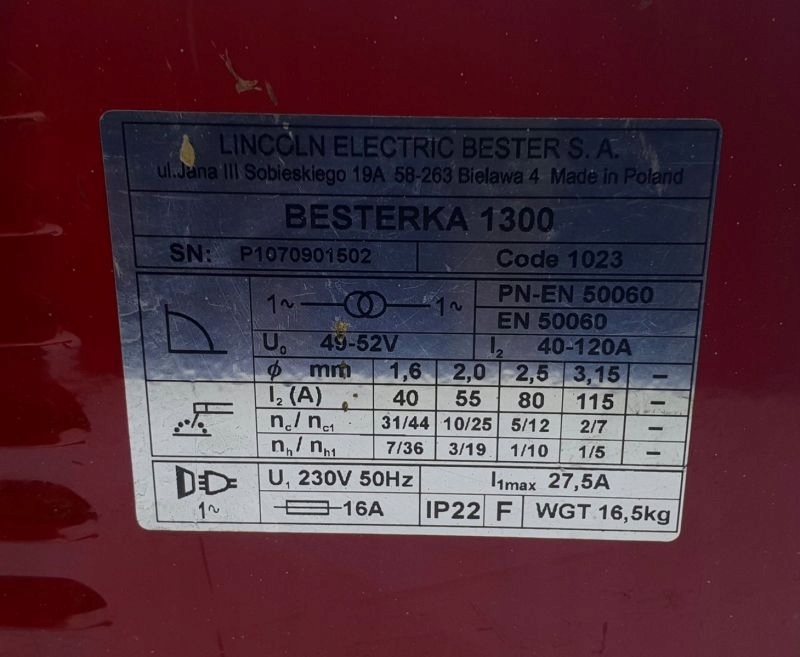 LINCOLN ELECTRIC BESTER S. A.
ul.Jana III Sobieskiego 19A 58-263 Bielawa 4 Made in Poland
BESTERKA 1300
SN: P1070901502 Code 1023
1~ 1~ PN-EN 50060
EN 50060
U₀ 49-52V I₂ 40-120A
ϕ mm 1,6 2,0 2,5 3,15 –
I₂ (A) 40 55 80 115 –
n꜀/ n꜀₁ 31/44 10/25 5/12 2/7 –
nₕ/ nₕ₁ 7/36 3/19 1/10 1/5 –
U₁ 230V 50Hz I₁max 27,5A
1~ 16A IP22 F WGT 16,5kg